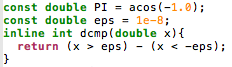 const double PI = acos(-1.0);
const double eps = 1e-8;
inline int dcmp(double x){
  return (x > eps) - (x < -eps);
}